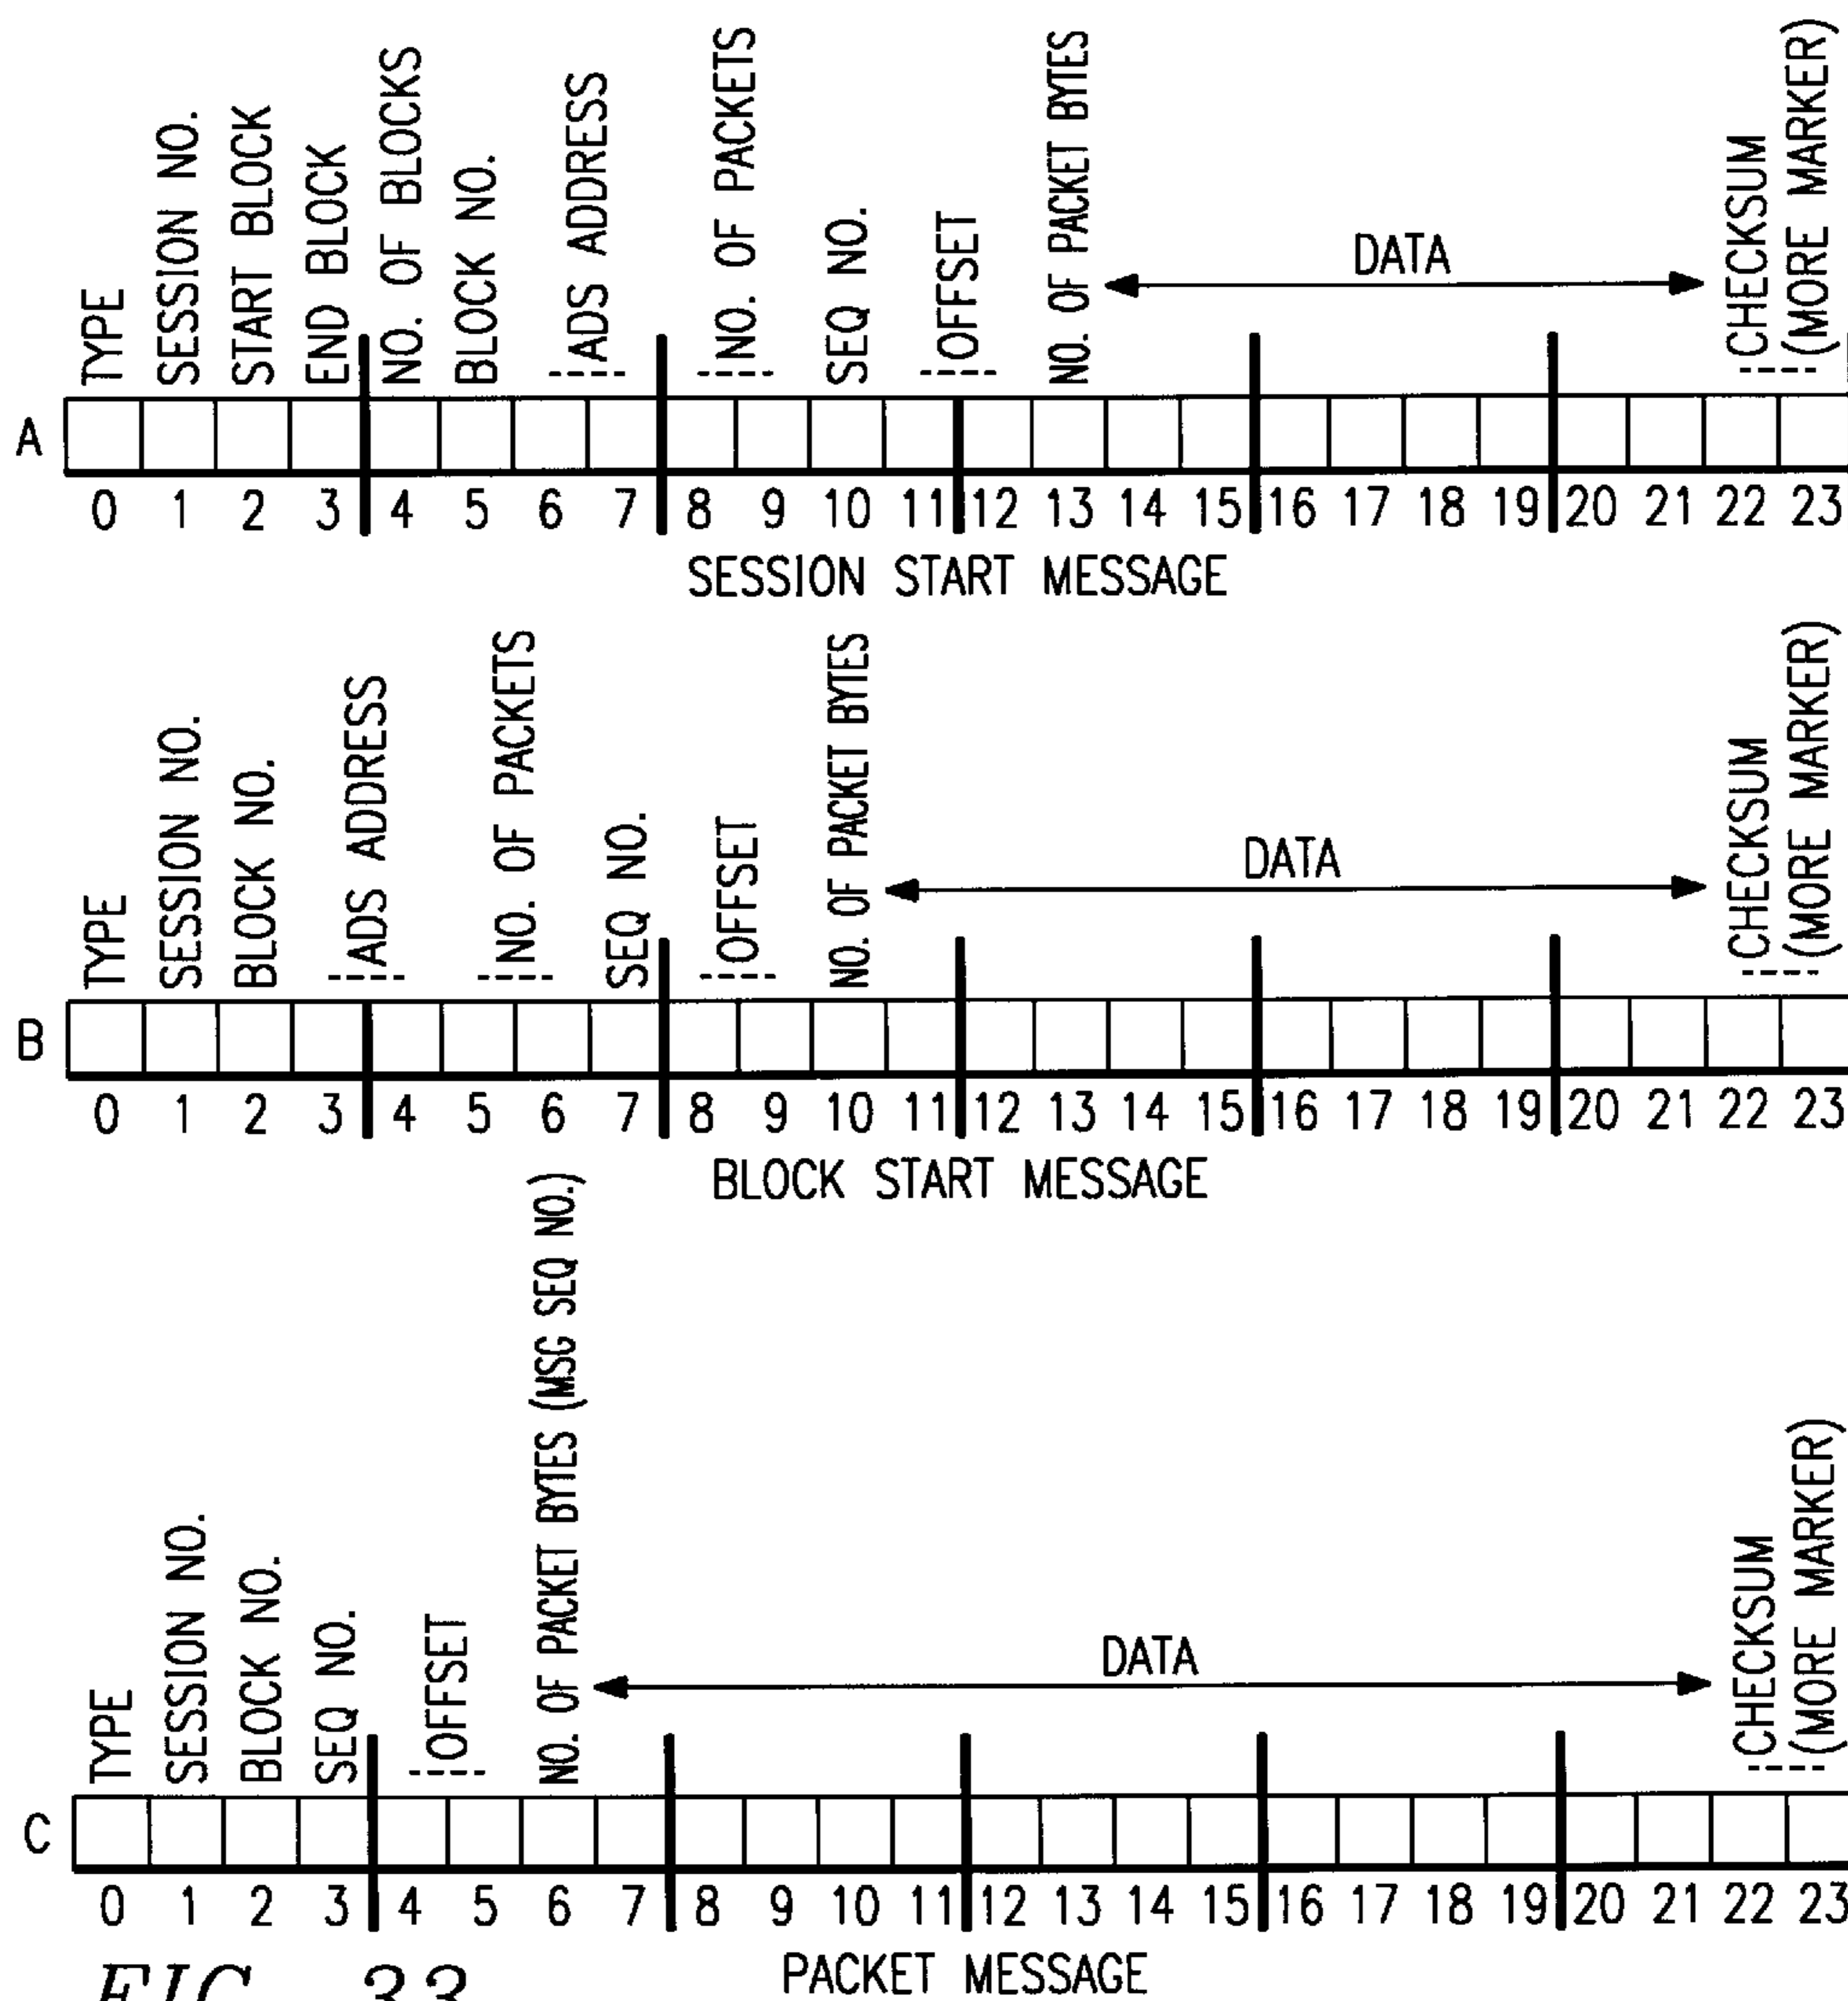 TYPE
SESSION NO.
START BLOCK
END BLOCK
NO. OF BLOCKS
BLOCK NO.
ADS ADDRESS
NO. OF PACKETS
SEQ NO.
OFFSET
NO. OF PACKET BYTES
DATA
CHECKSUM
(MORE MARKER)
A
0 1 2 3 4 5 6 7 8 9 10 11 12 13 14 15 16 17 18 19 20 21 22 23
SESSION START MESSAGE
TYPE
SESSION NO.
BLOCK NO.
ADS ADDRESS
NO. OF PACKETS
SEQ NO.
OFFSET
NO. OF PACKET BYTES
DATA
CHECKSUM
(MORE MARKER)
B
0 1 2 3 4 5 6 7 8 9 10 11 12 13 14 15 16 17 18 19 20 21 22 23
BLOCK START MESSAGE
TYPE
SESSION NO.
BLOCK NO.
SEQ NO.
OFFSET
NO. OF PACKET BYTES (MSG SEQ NO.)
DATA
CHECKSUM
(MORE MARKER)
C
0 1 2 3 4 5 6 7 8 9 10 11 12 13 14 15 16 17 18 19 20 21 22 23
PACKET MESSAGE
FIG. 33